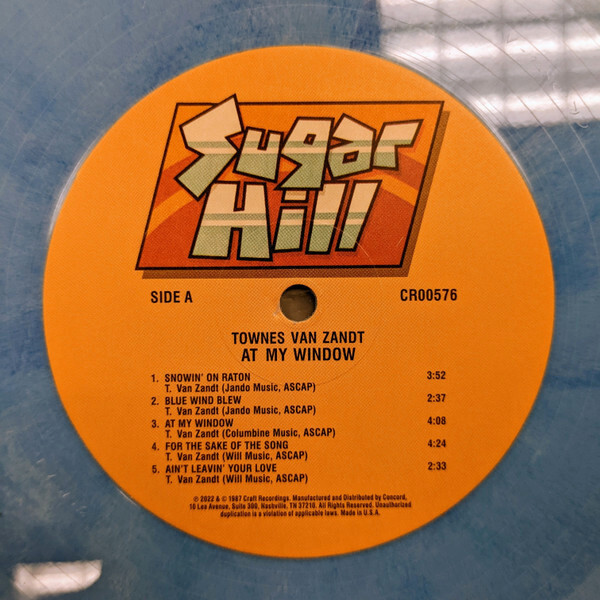 Sugar
Hill
SIDE A
CR00576
TOWNES VAN ZANDT
AT MY WINDOW
1. SNOWIN' ON RATON 3:52
T. Van Zandt (Jando Music, ASCAP)
2. BLUE WIND BLEW 2:37
T. Van Zandt (Jando Music, ASCAP)
3. AT MY WINDOW 4:08
T. Van Zandt (Columbine Music, ASCAP)
4. FOR THE SAKE OF THE SONG 4:24
T. Van Zandt (Will Music, ASCAP)
5. AIN'T LEAVIN' YOUR LOVE 2:33
T. Van Zandt (Will Music, ASCAP)
℗ 2022 & © 1987 Craft Recordings. Manufactured and Distributed by Concord,
10 Lea Avenue, Suite 300, Nashville, TN 37210. All Rights Reserved. Unauthorized
duplication is a violation of applicable laws. Made in U.S.A.